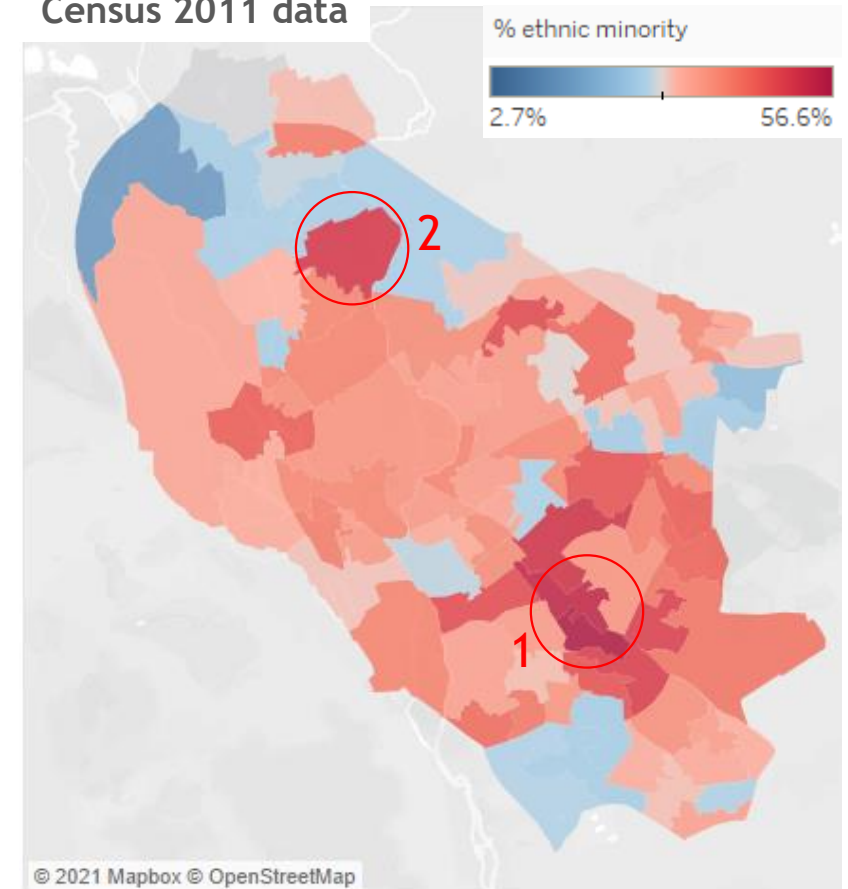 Census 2011 data
% ethnic minority
2.7%
56.6%
2
1
© 2021 Mapbox © OpenStreetMap